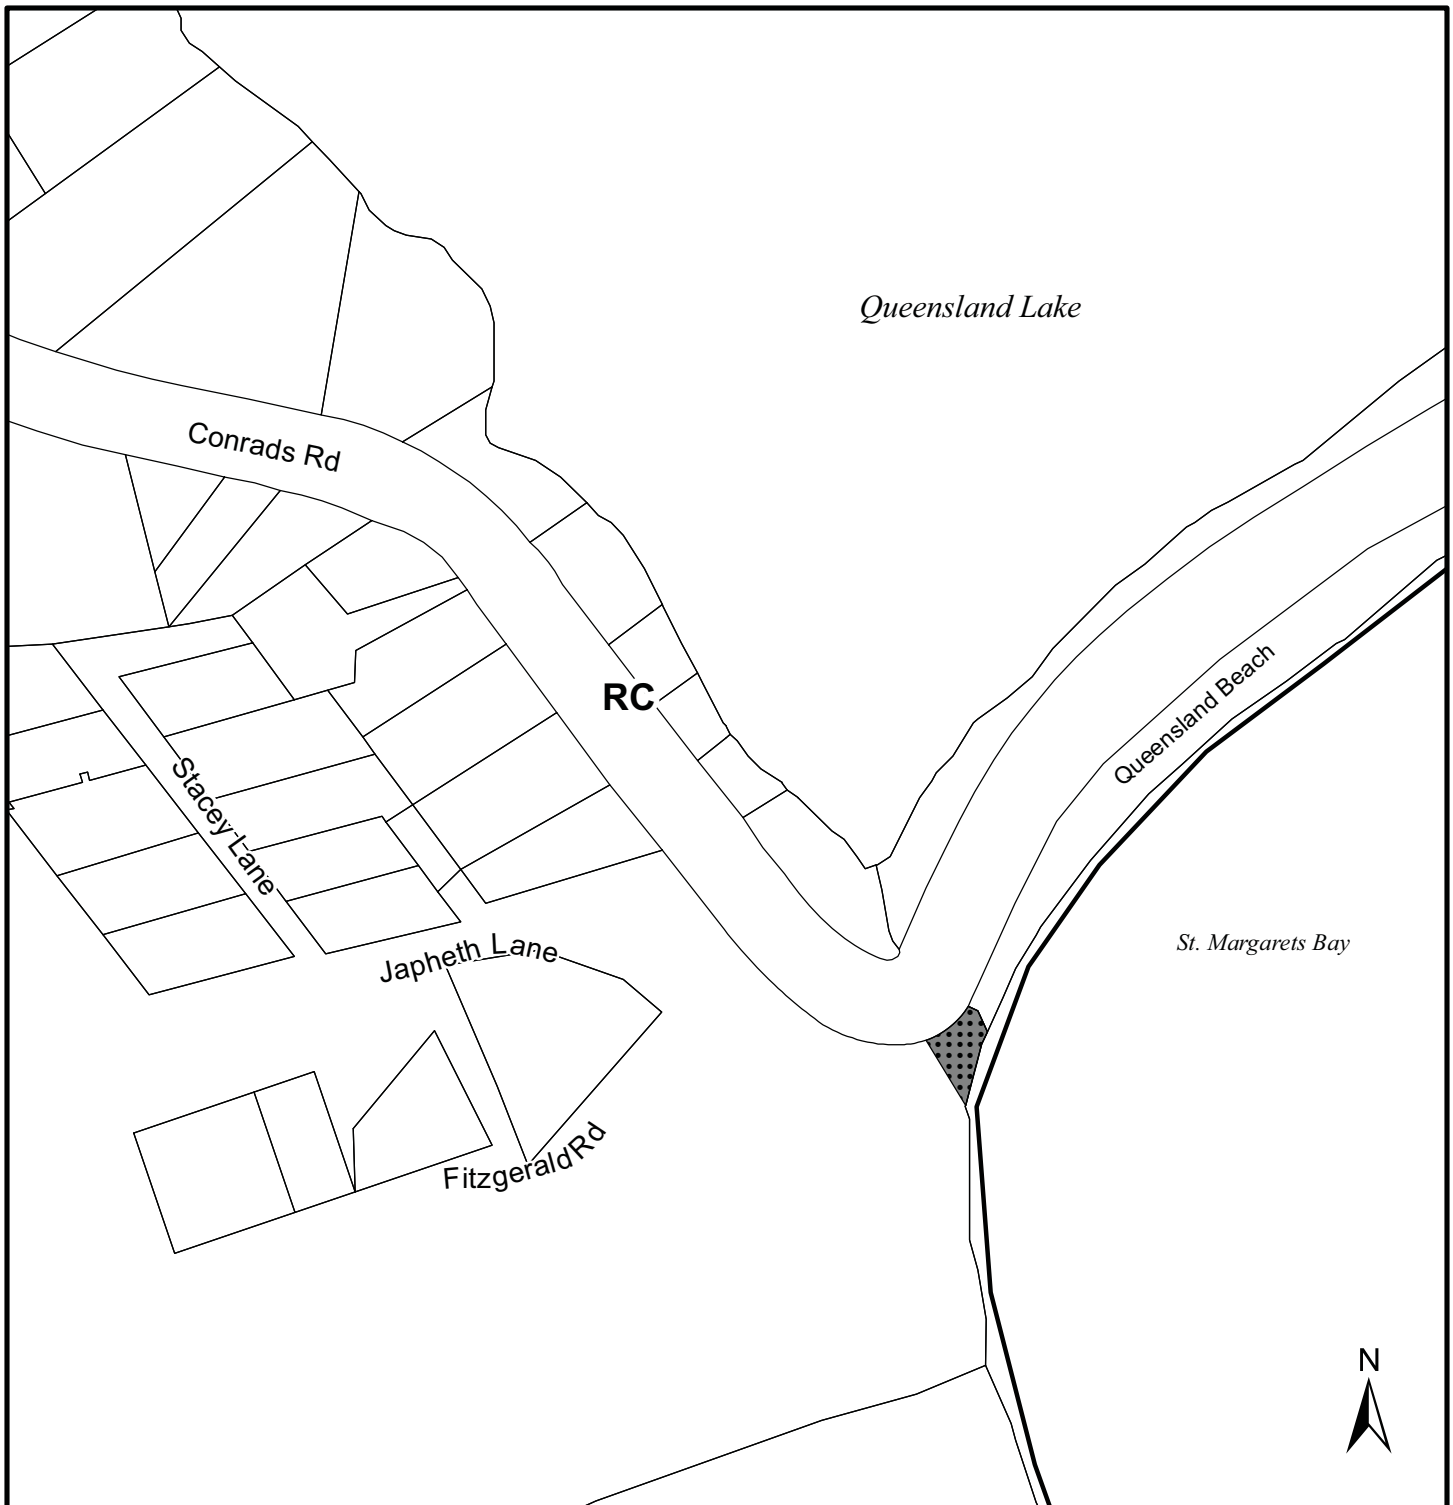 Queensland Lake
Conrads Rd
RC
Queensland Beach
Stacey Lane
St. Margarets Bay
Japheth Lane
Fitzgerald Rd
N